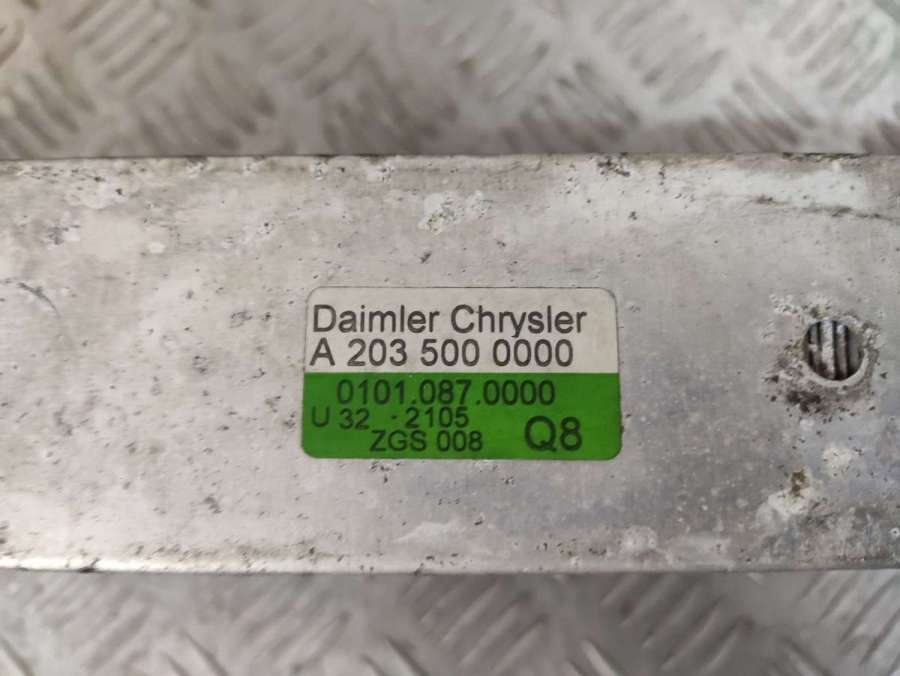 Daimler Chrysler
A 203 500 0000
0101.087.0000
U 32 - 2105
ZGS 008 Q8